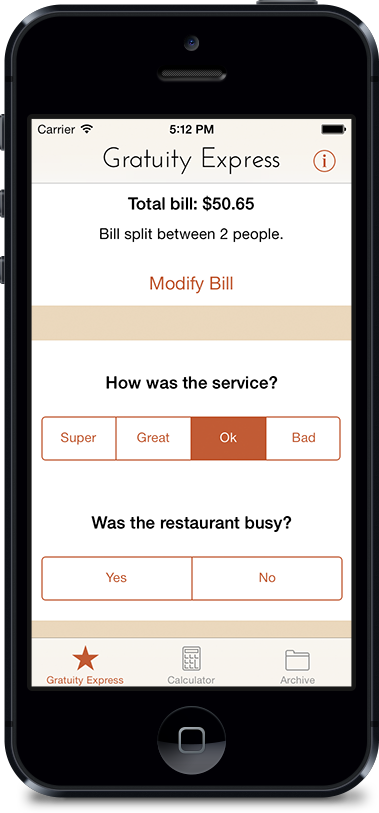 Carrier 5:12 PM
Gratuity Express i
Total bill: $50.65
Bill split between 2 people.
Modify Bill
How was the service?
Super Great Ok Bad
Was the restaurant busy?
Yes No
Gratuity Express Calculator Archive